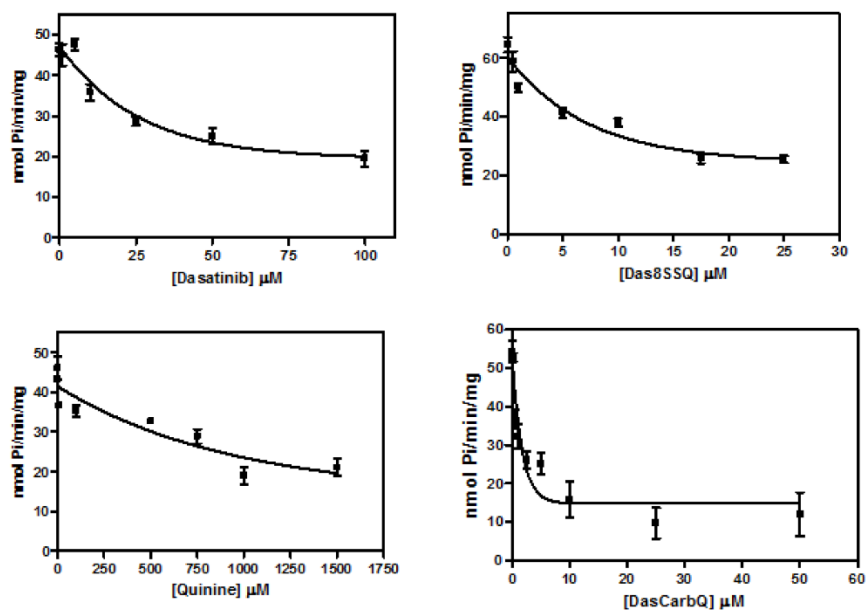 50
40
30
20
10
0
nmol Pi/min/mg
0 25 50 75 100
[Dasatinib] µM
80
60
40
20
0
nmol Pi/min/mg
0 5 10 15 20 25 30
[Das8SSQ] µM
50
40
30
20
10
0
nmol Pi/min/mg
0 250 500 750 1000 1250 1500 1750
[Quinine] µM
60
50
40
30
20
10
0
nmol Pi/min/mg
0 10 20 30 40 50 60
[DasCarbQ] µM